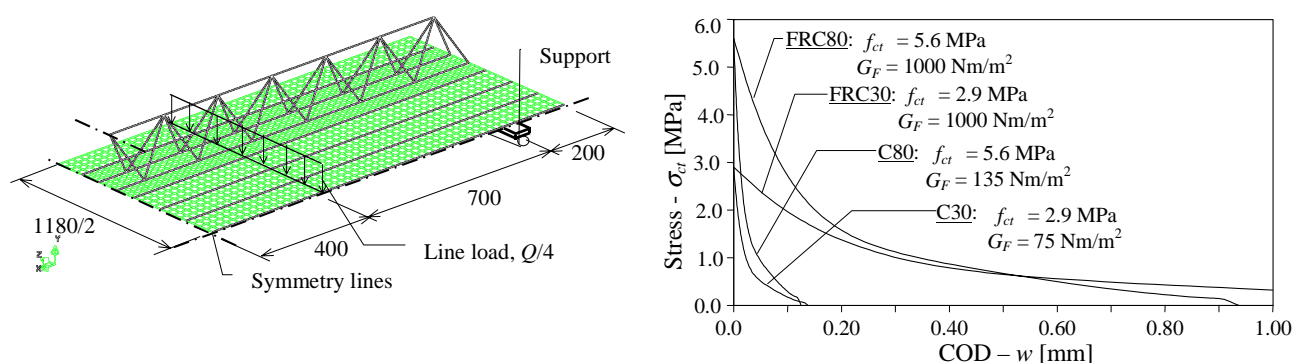 Support
200
700
400
1180/2
Line load, Q/4
Symmetry lines
Y
Z
X
6.0
5.0
4.0
3.0
2.0
1.0
0.0
Stress - σct [MPa]
FRC80: fct = 5.6 MPa
GF = 1000 Nm/m²
FRC30: fct = 2.9 MPa
GF = 1000 Nm/m²
C80: fct = 5.6 MPa
GF = 135 Nm/m²
C30: fct = 2.9 MPa
GF = 75 Nm/m²
0.0 0.20 0.40 0.60 0.80 1.00
COD – w [mm]